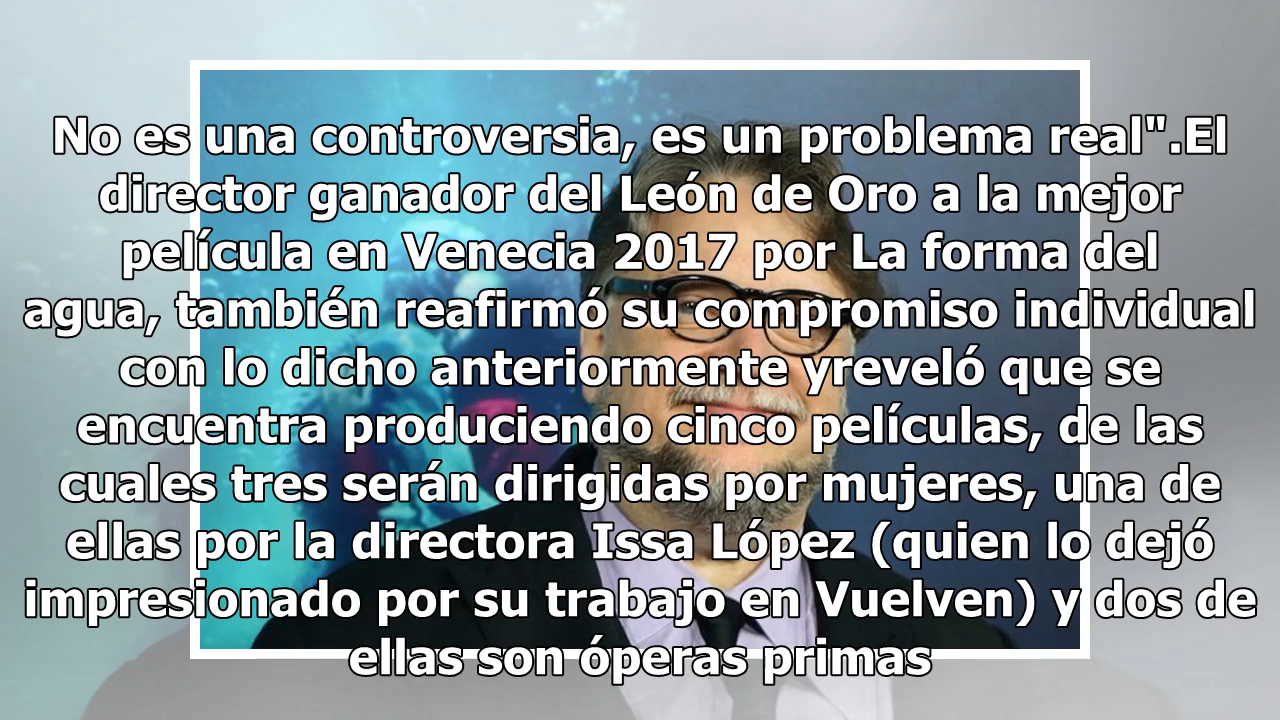 No es una controversia, es un problema real".El
director ganador del León de Oro a la mejor
película en Venecia 2017 por La forma del
agua, también reafirmó su compromiso individual
con lo dicho anteriormente yreveló que se
encuentra produciendo cinco películas, de las
cuales tres serán dirigidas por mujeres, una de
ellas por la directora Issa López (quien lo dejó
impresionado por su trabajo en Vuelven) y dos de
ellas son óperas primas